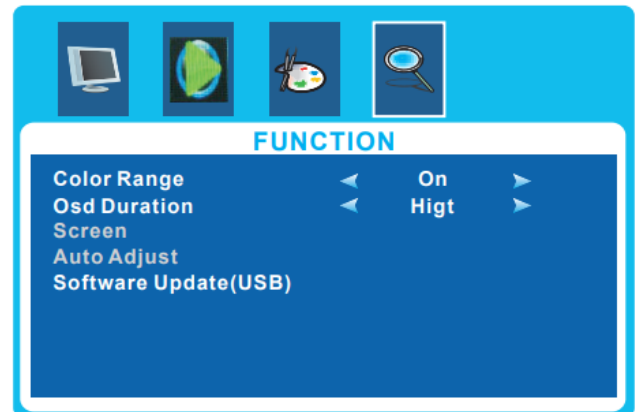 FUNCTION
Color Range On
Osd Duration Higt
Screen
Auto Adjust
Software Update(USB)